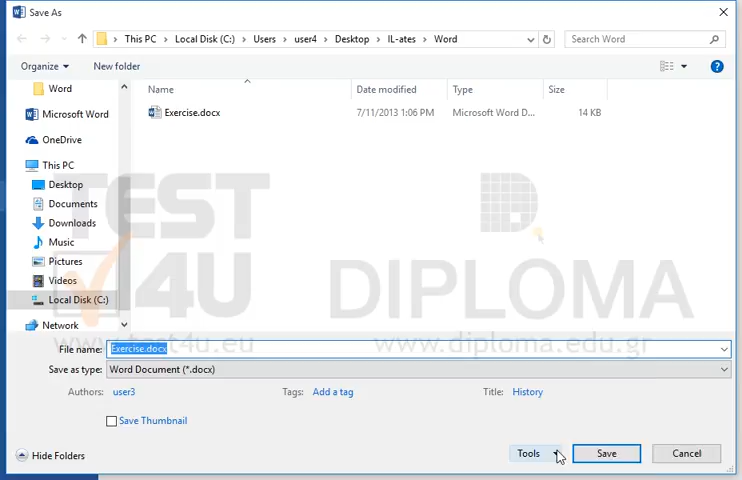 Save As
This PC
Local Disk (C:)
Users
user4
Desktop
IL-ates
Word
Search Word
Organize
New folder
Name
Date modified
Type
Size
Exercise.docx
7/11/2013 1:06 PM
Microsoft Word D...
14 KB
Word
Microsoft Word
OneDrive
This PC
Desktop
Documents
Downloads
Music
Pictures
Videos
Local Disk (C:)
Network
TEST
4U
DIPLOMA
www.test4u.eu
www.diploma.edu.gr
File name: Exercise.docx
Save as type: Word Document (*.docx)
Authors: user3
Tags: Add a tag
Title: History
Save Thumbnail
Hide Folders
Tools
Save
Cancel